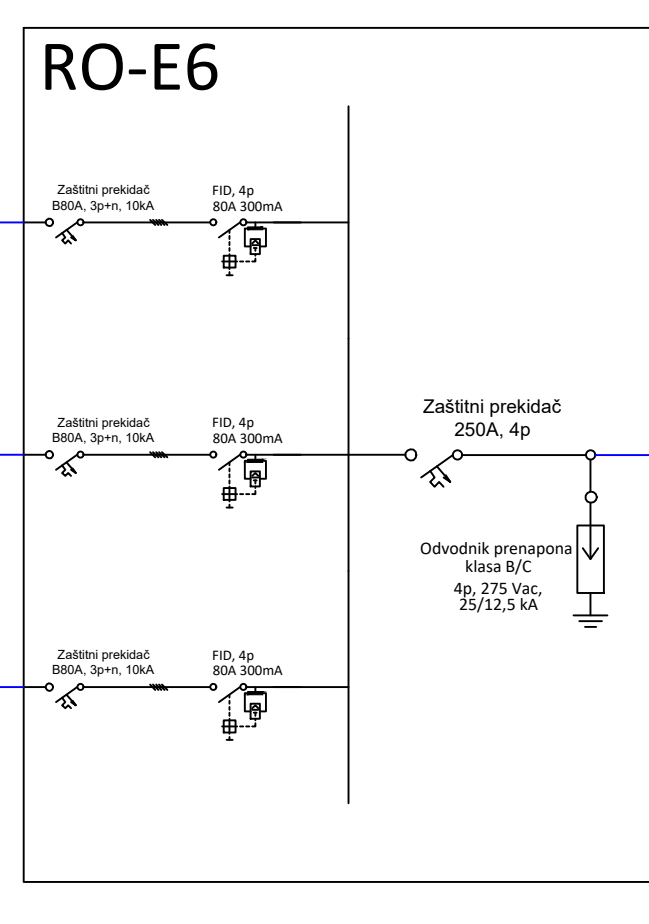 RO-E6
Zaštitni prekidač
B80A, 3p+n, 10kA
FID, 4p
80A 300mA
Zaštitni prekidač
B80A, 3p+n, 10kA
FID, 4p
80A 300mA
Zaštitni prekidač
250A, 4p
Odvodnik prenapona
klasa B/C
4p, 275 Vac,
25/12,5 kA
Zaštitni prekidač
B80A, 3p+n, 10kA
FID, 4p
80A 300mA